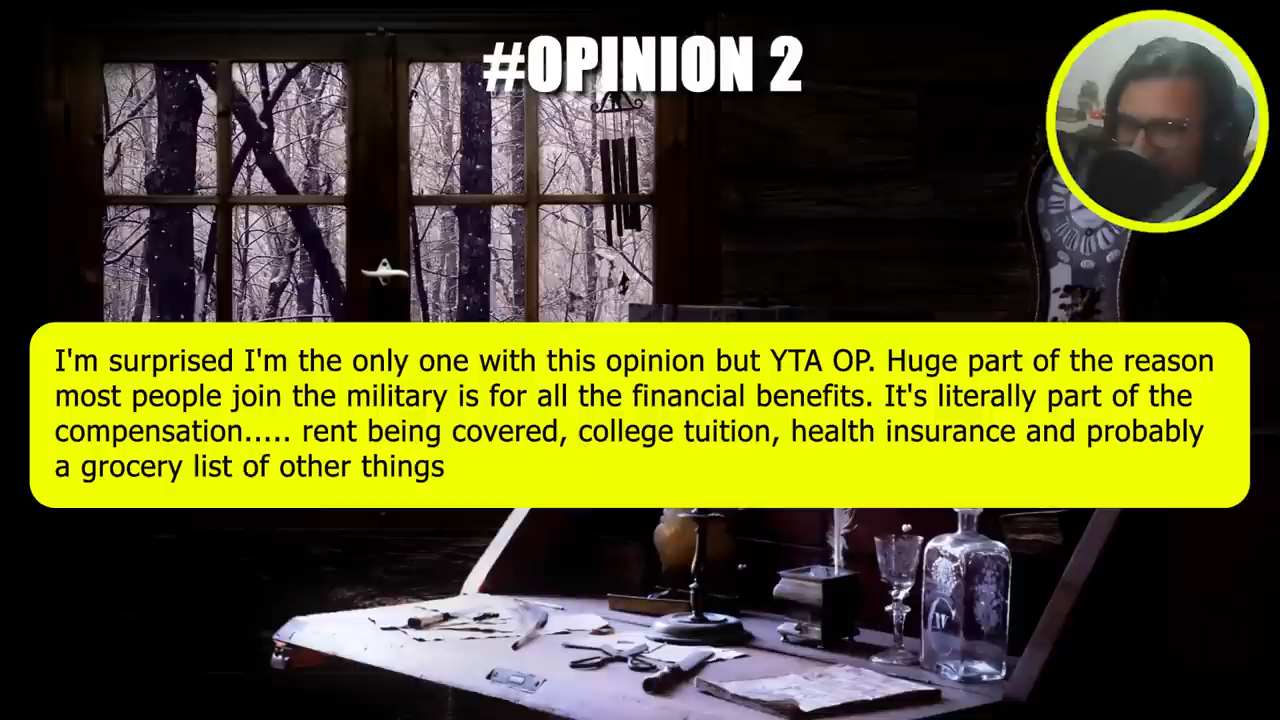 #OPINION 2
I'm surprised I'm the only one with this opinion but YTA OP. Huge part of the reason
most people join the military is for all the financial benefits. It's literally part of the
compensation..... rent being covered, college tuition, health insurance and probably
a grocery list of other things